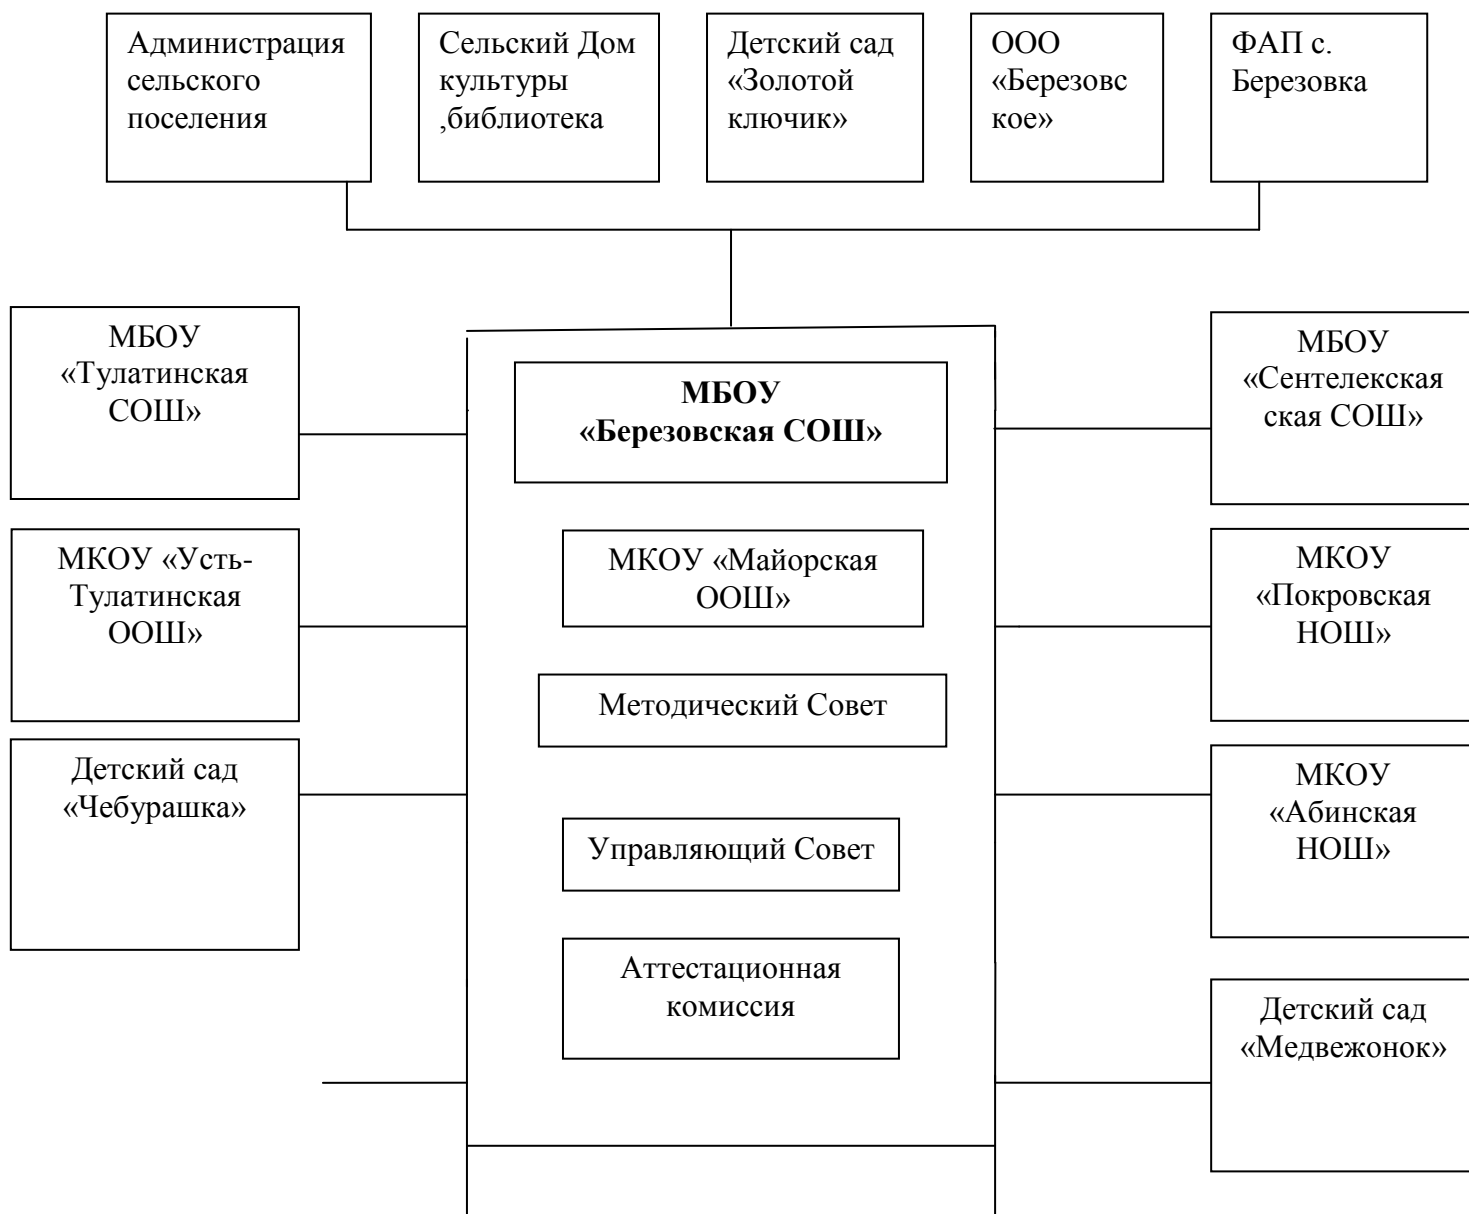 Администрация
сельского
поселения
Сельский Дом
культуры
,библиотека
Детский сад
«Золотой
ключик»
ООО
«Березовс
кое»
ФАП с.
Березовка
МБОУ
«Тулатинская
СОШ»
МКОУ «Усть-
Тулатинская
ООШ»
Детский сад
«Чебурашка»
МБОУ
«Березовская СОШ»
МКОУ «Майорская
ООШ»
Методический Совет
Управляющий Совет
Аттестационная
комиссия
МБОУ
«Сентелекская
ская СОШ»
МКОУ
«Покровская
НОШ»
МКОУ
«Абинская
НОШ»
Детский сад
«Медвежонок»